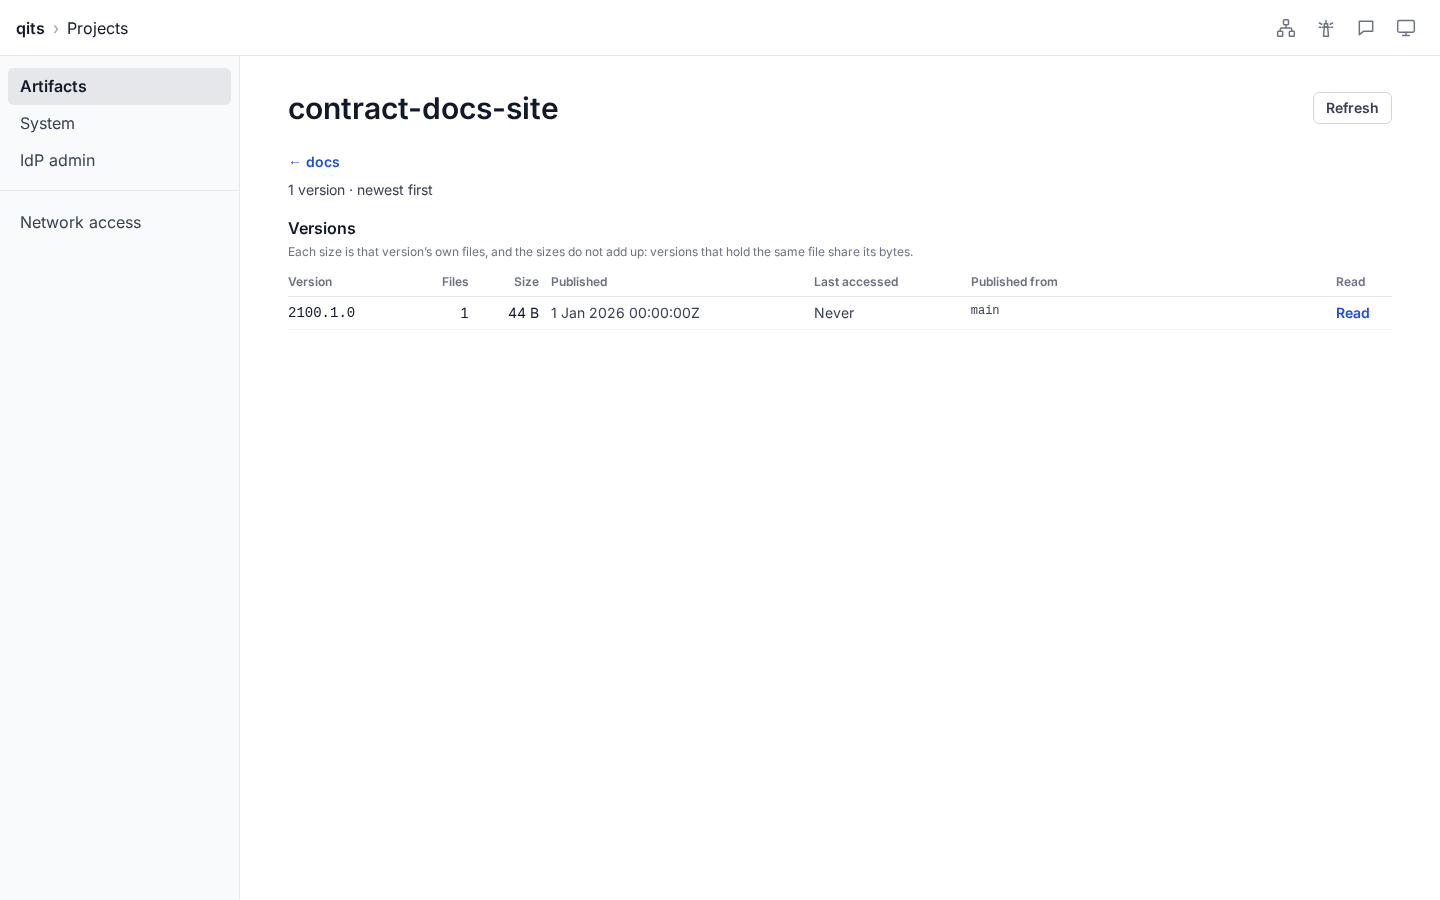 qits › Projects
Artifacts
System
IdP admin
Network access
contract-docs-site
Refresh
← docs
1 version · newest first
Versions
Each size is that version’s own files, and the sizes do not add up: versions that hold the same file share its bytes.
Version Files Size Published Last accessed Published from Read
2100.1.0 1 44 B 1 Jan 2026 00:00:00Z Never main Read